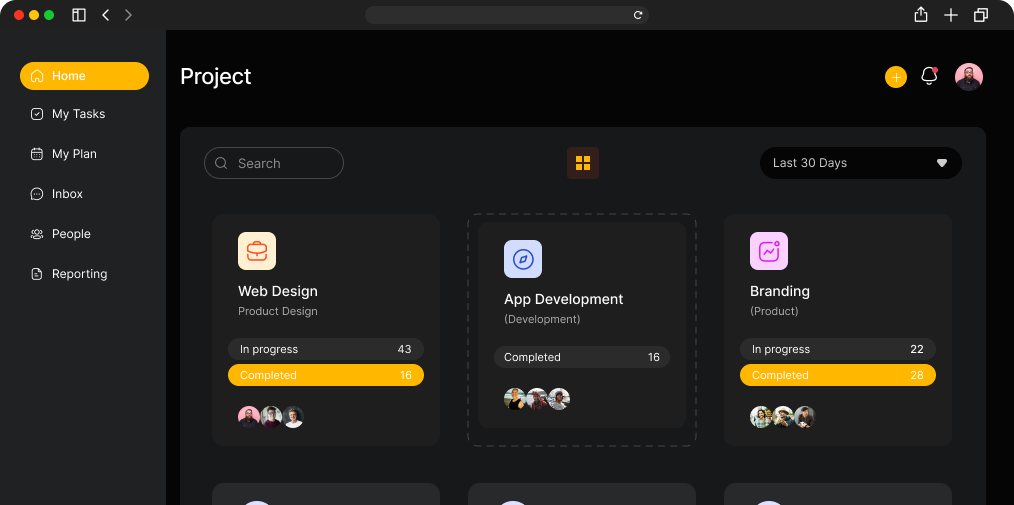 Project
Home
My Tasks
My Plan
Inbox
People
Reporting
Search
Last 30 Days
Web Design
Product Design
In progress 43
Completed 16
App Development
(Development)
Completed 16
Branding
(Product)
In progress 22
Completed 28